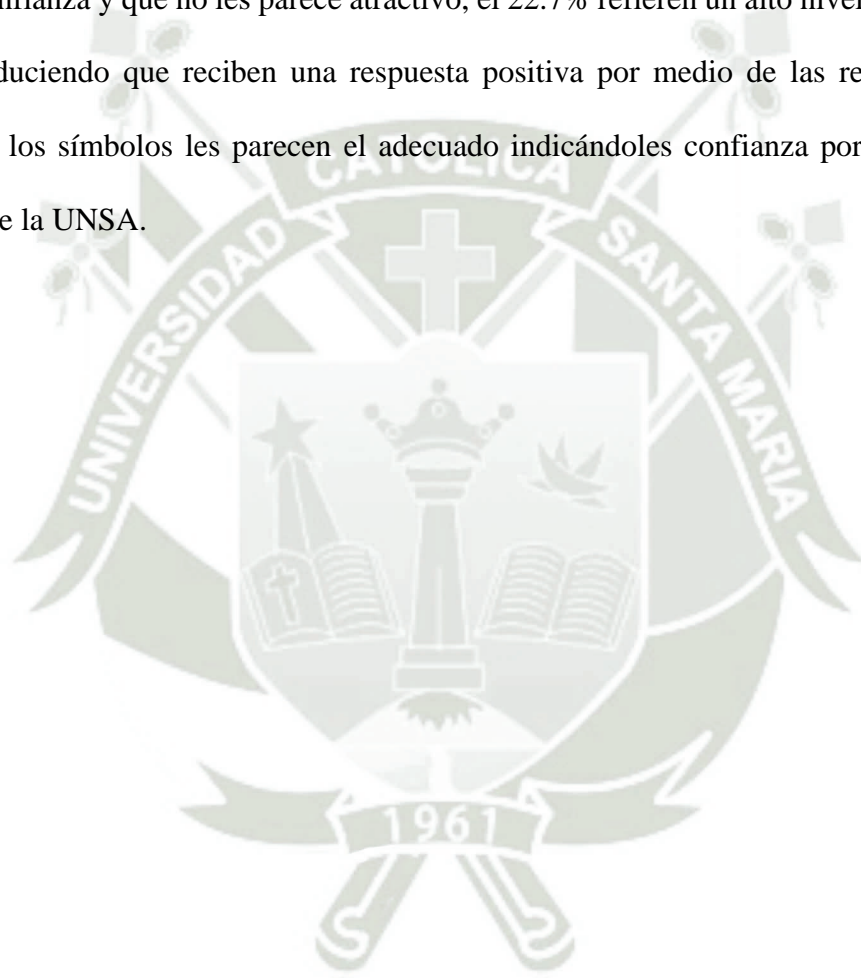 nfianza y que no les parece atractivo, el 22.7% refieren un alto nivel
duciendo que reciben una respuesta positiva por medio de las re
los símbolos les parecen el adecuado indicándoles confianza por
e la UNSA.
UNIVERSIDAD CATOLICA SANTA MARIA
1961